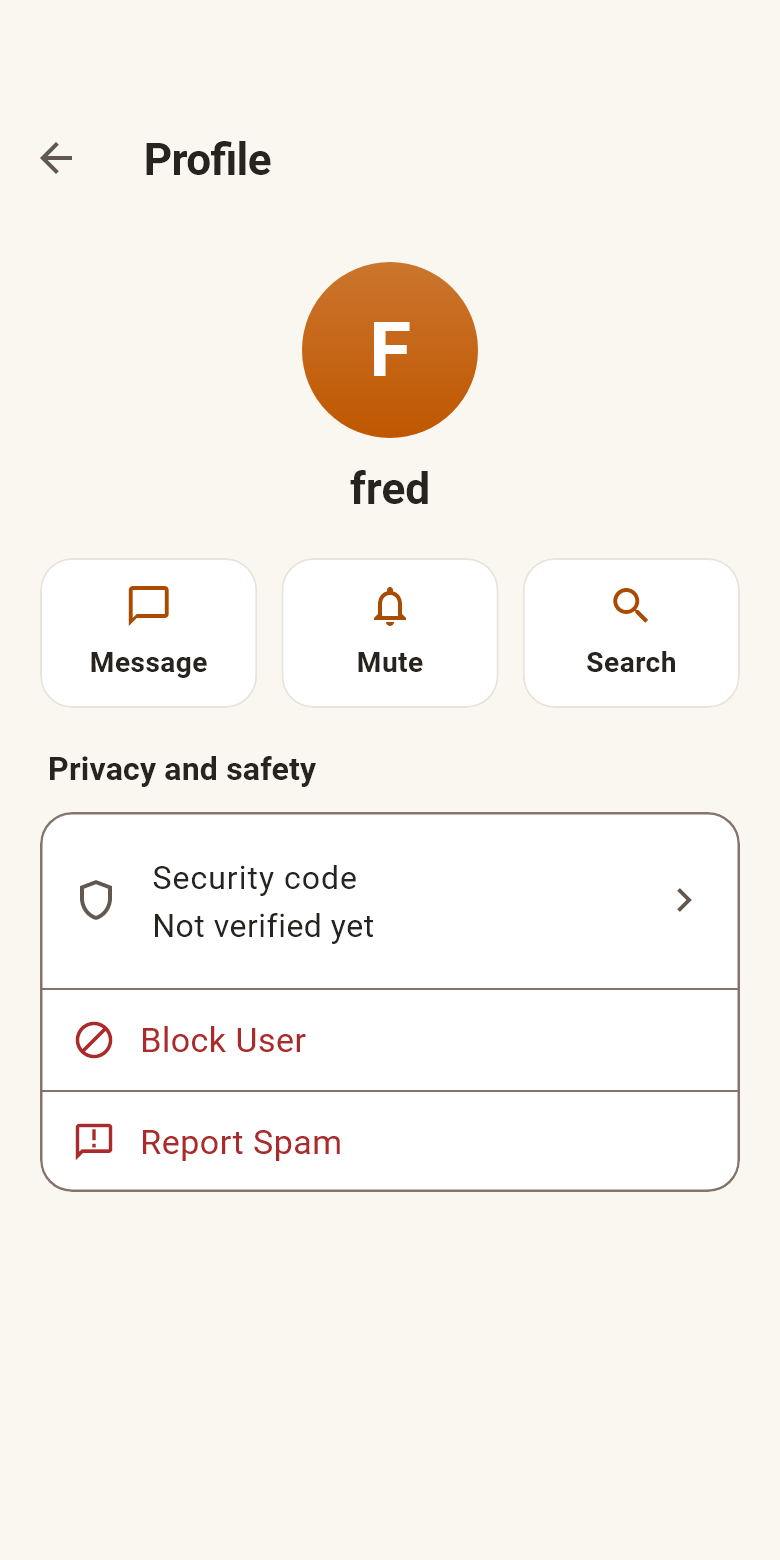 Profile
F
fred
Message
Mute
Search
Privacy and safety
Security code
Not verified yet
Block User
Report Spam